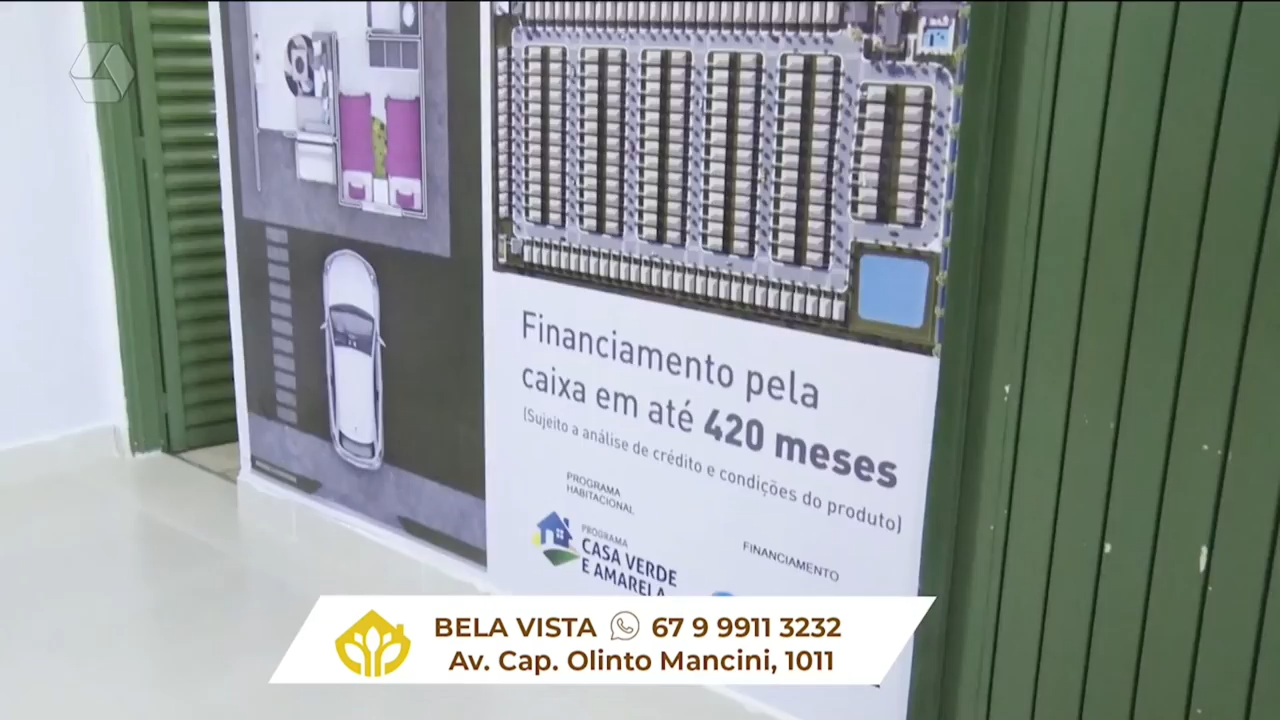 Financiamento pela
caixa em até 420 meses
(Sujeito a análise de crédito e condições do produto)
PROGRAMA
HABITACIONAL
PROGRAMA
CASA VERDE
E AMARELA
FINANCIAMENTO
BELA VISTA 67 9 9911 3232
Av. Cap. Olinto Mancini, 1011